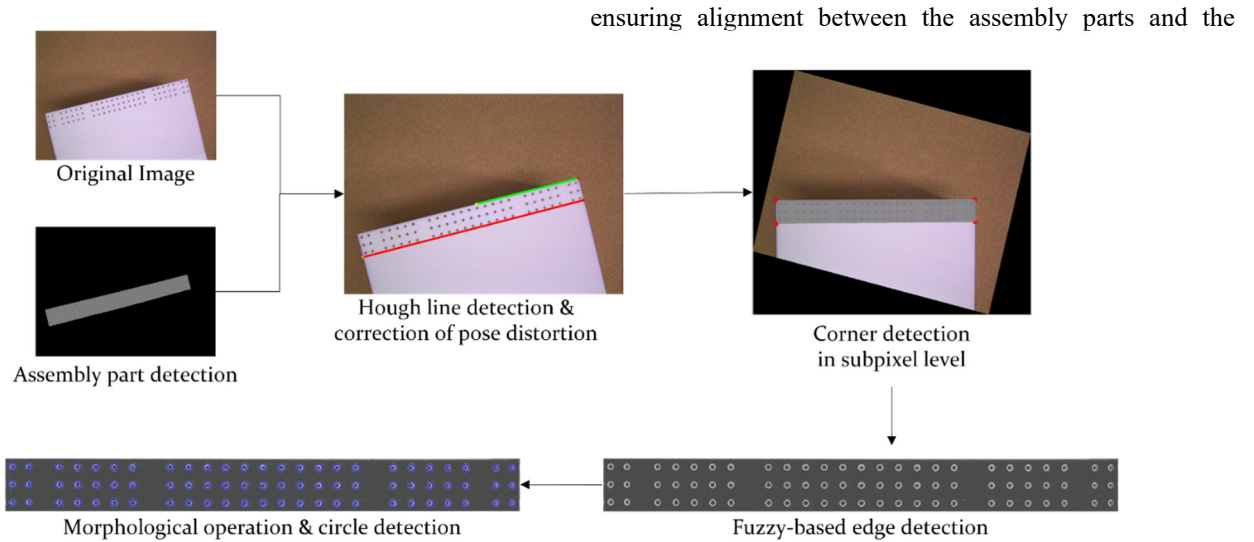 ensuring alignment between the assembly parts and the
Original Image
Assembly part detection
Hough line detection &
correction of pose distortion
Corner detection
in subpixel level
Fuzzy-based edge detection
Morphological operation & circle detection